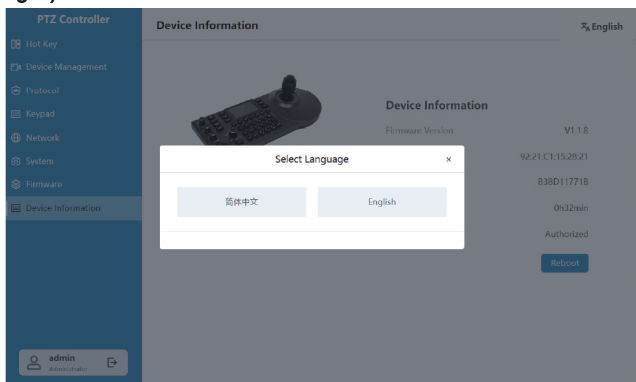 PTZ Controller
Device Information
English
Hot Key
Device Management
Protocol
Keypad
Network
System
Firmware
Device Information
Device Information
Firmware Version V1.1.8
Select Language ×
92:21:C1:15:28:21
简体中文 English
B3BD11771B
0h32min
Authorized
Reboot
admin
Administrator